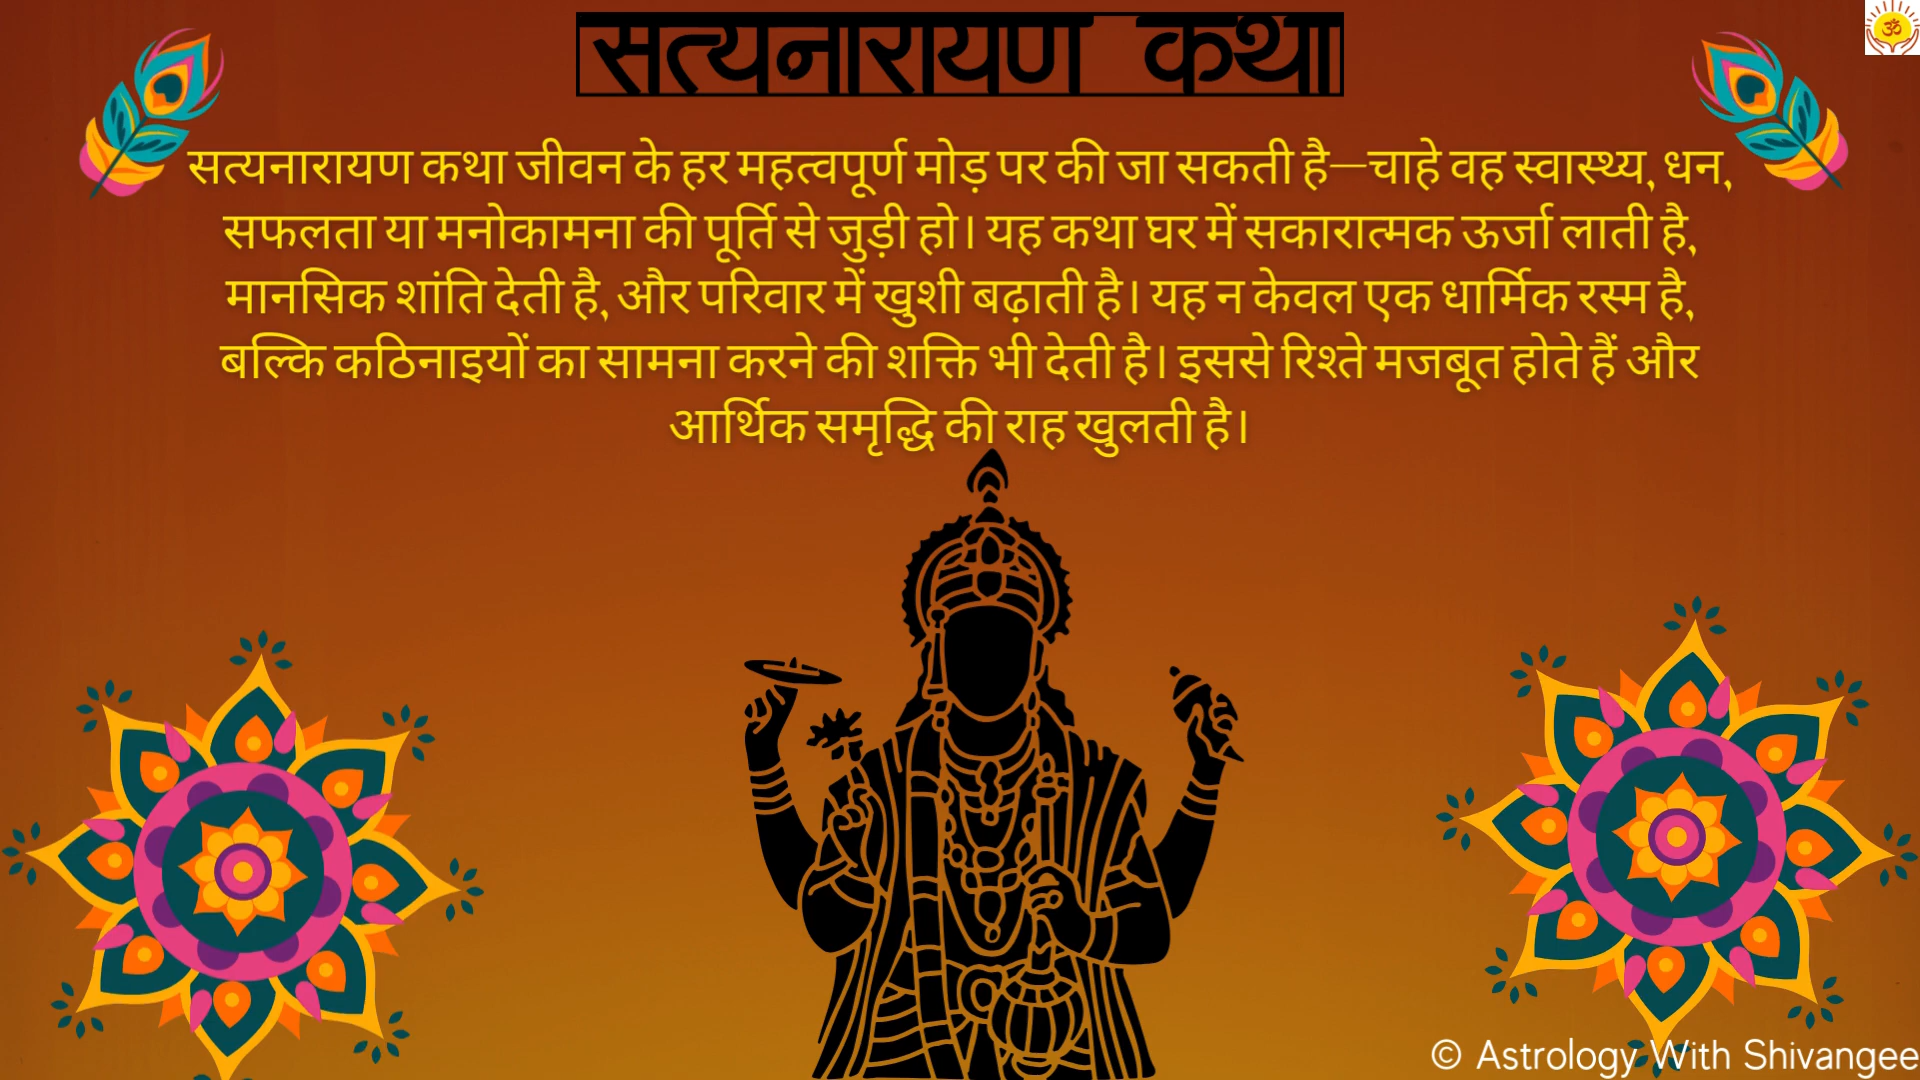 सत्यनारायण कथा
ॐ
सत्यनारायण कथा जीवन के हर महत्वपूर्ण मोड़ पर की जा सकती है—चाहे वह स्वास्थ्य, धन,
सफलता या मनोकामना की पूर्ति से जुड़ी हो। यह कथा घर में सकारात्मक ऊर्जा लाती है,
मानसिक शांति देती है, और परिवार में खुशी बढ़ाती है। यह न केवल एक धार्मिक रस्म है,
बल्कि कठिनाइयों का सामना करने की शक्ति भी देती है। इससे रिश्ते मजबूत होते हैं और
आर्थिक समृद्धि की राह खुलती है।
© Astrology With Shivangee